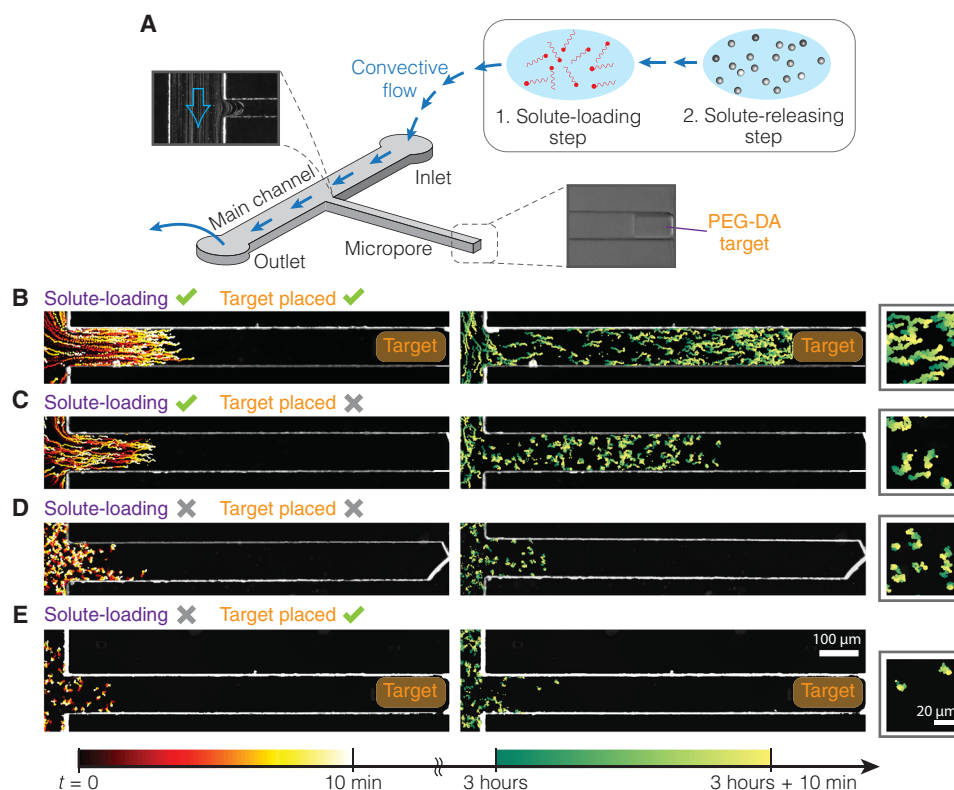 A
Convective
flow
1. Solute-loading
step
2. Solute-releasing
step
Main channel
Inlet
Outlet
Micropore
PEG-DA
target
B
Solute-loading
Target placed
Target
Target
C
Solute-loading
Target placed
D
Solute-loading
Target placed
E
Solute-loading
Target placed
100 µm
Target
Target
20 µm
t = 0
10 min
3 hours
3 hours + 10 min